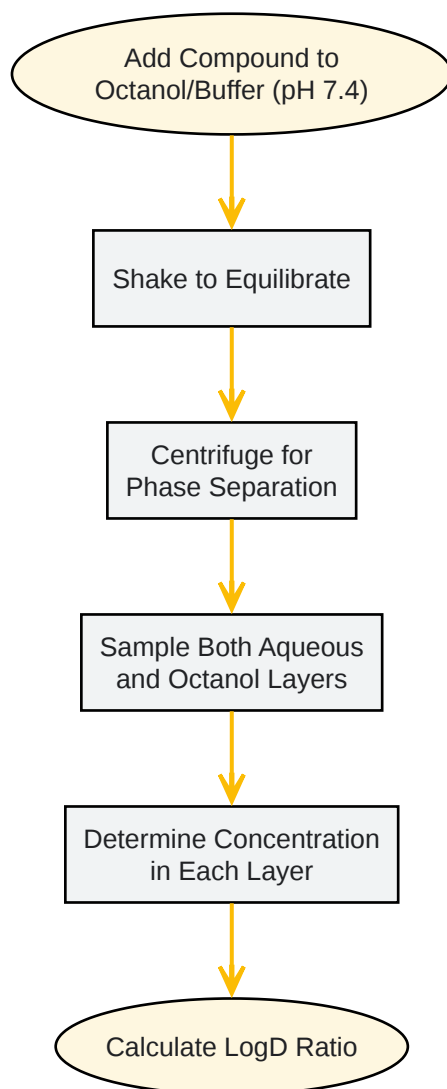 Add Compound to
Octanol/Buffer (pH 7.4)
Shake to Equilibrate
Centrifuge for
Phase Separation
Sample Both Aqueous
and Octanol Layers
Determine Concentration
in Each Layer
Calculate LogD Ratio